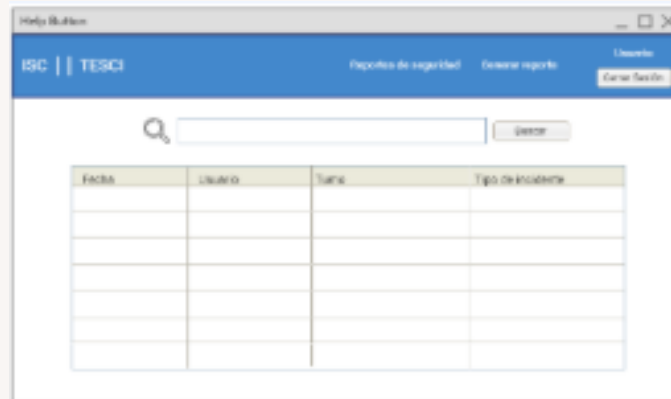 Help Button
ISC || TESCI
Reportes de seguridad
Generar reporte
Usuario
Cerrar Sesión
Buscar
Fecha
Usuario
Turno
Tipo de incidente